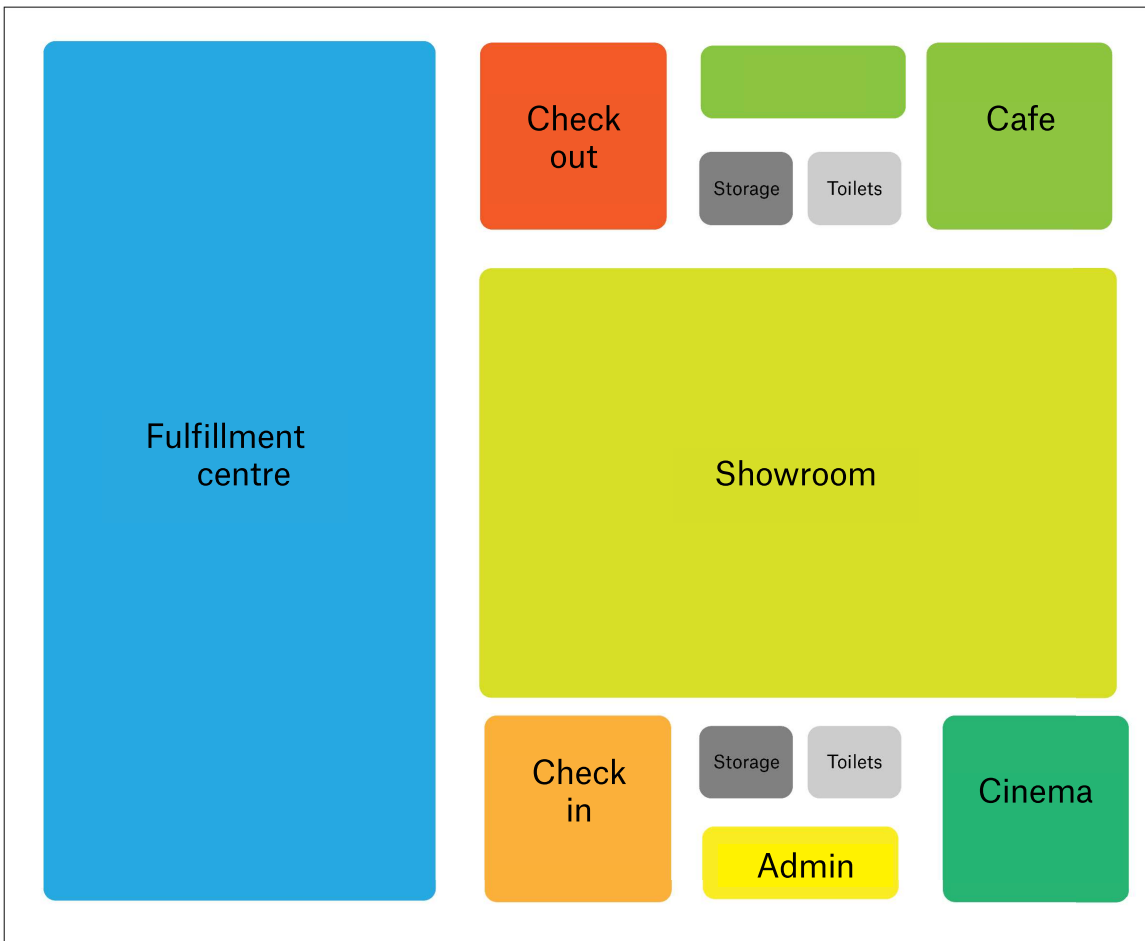 Fulfillment
centre
Check
out
Storage
Toilets
Cafe
Showroom
Check
in
Storage
Toilets
Admin
Cinema